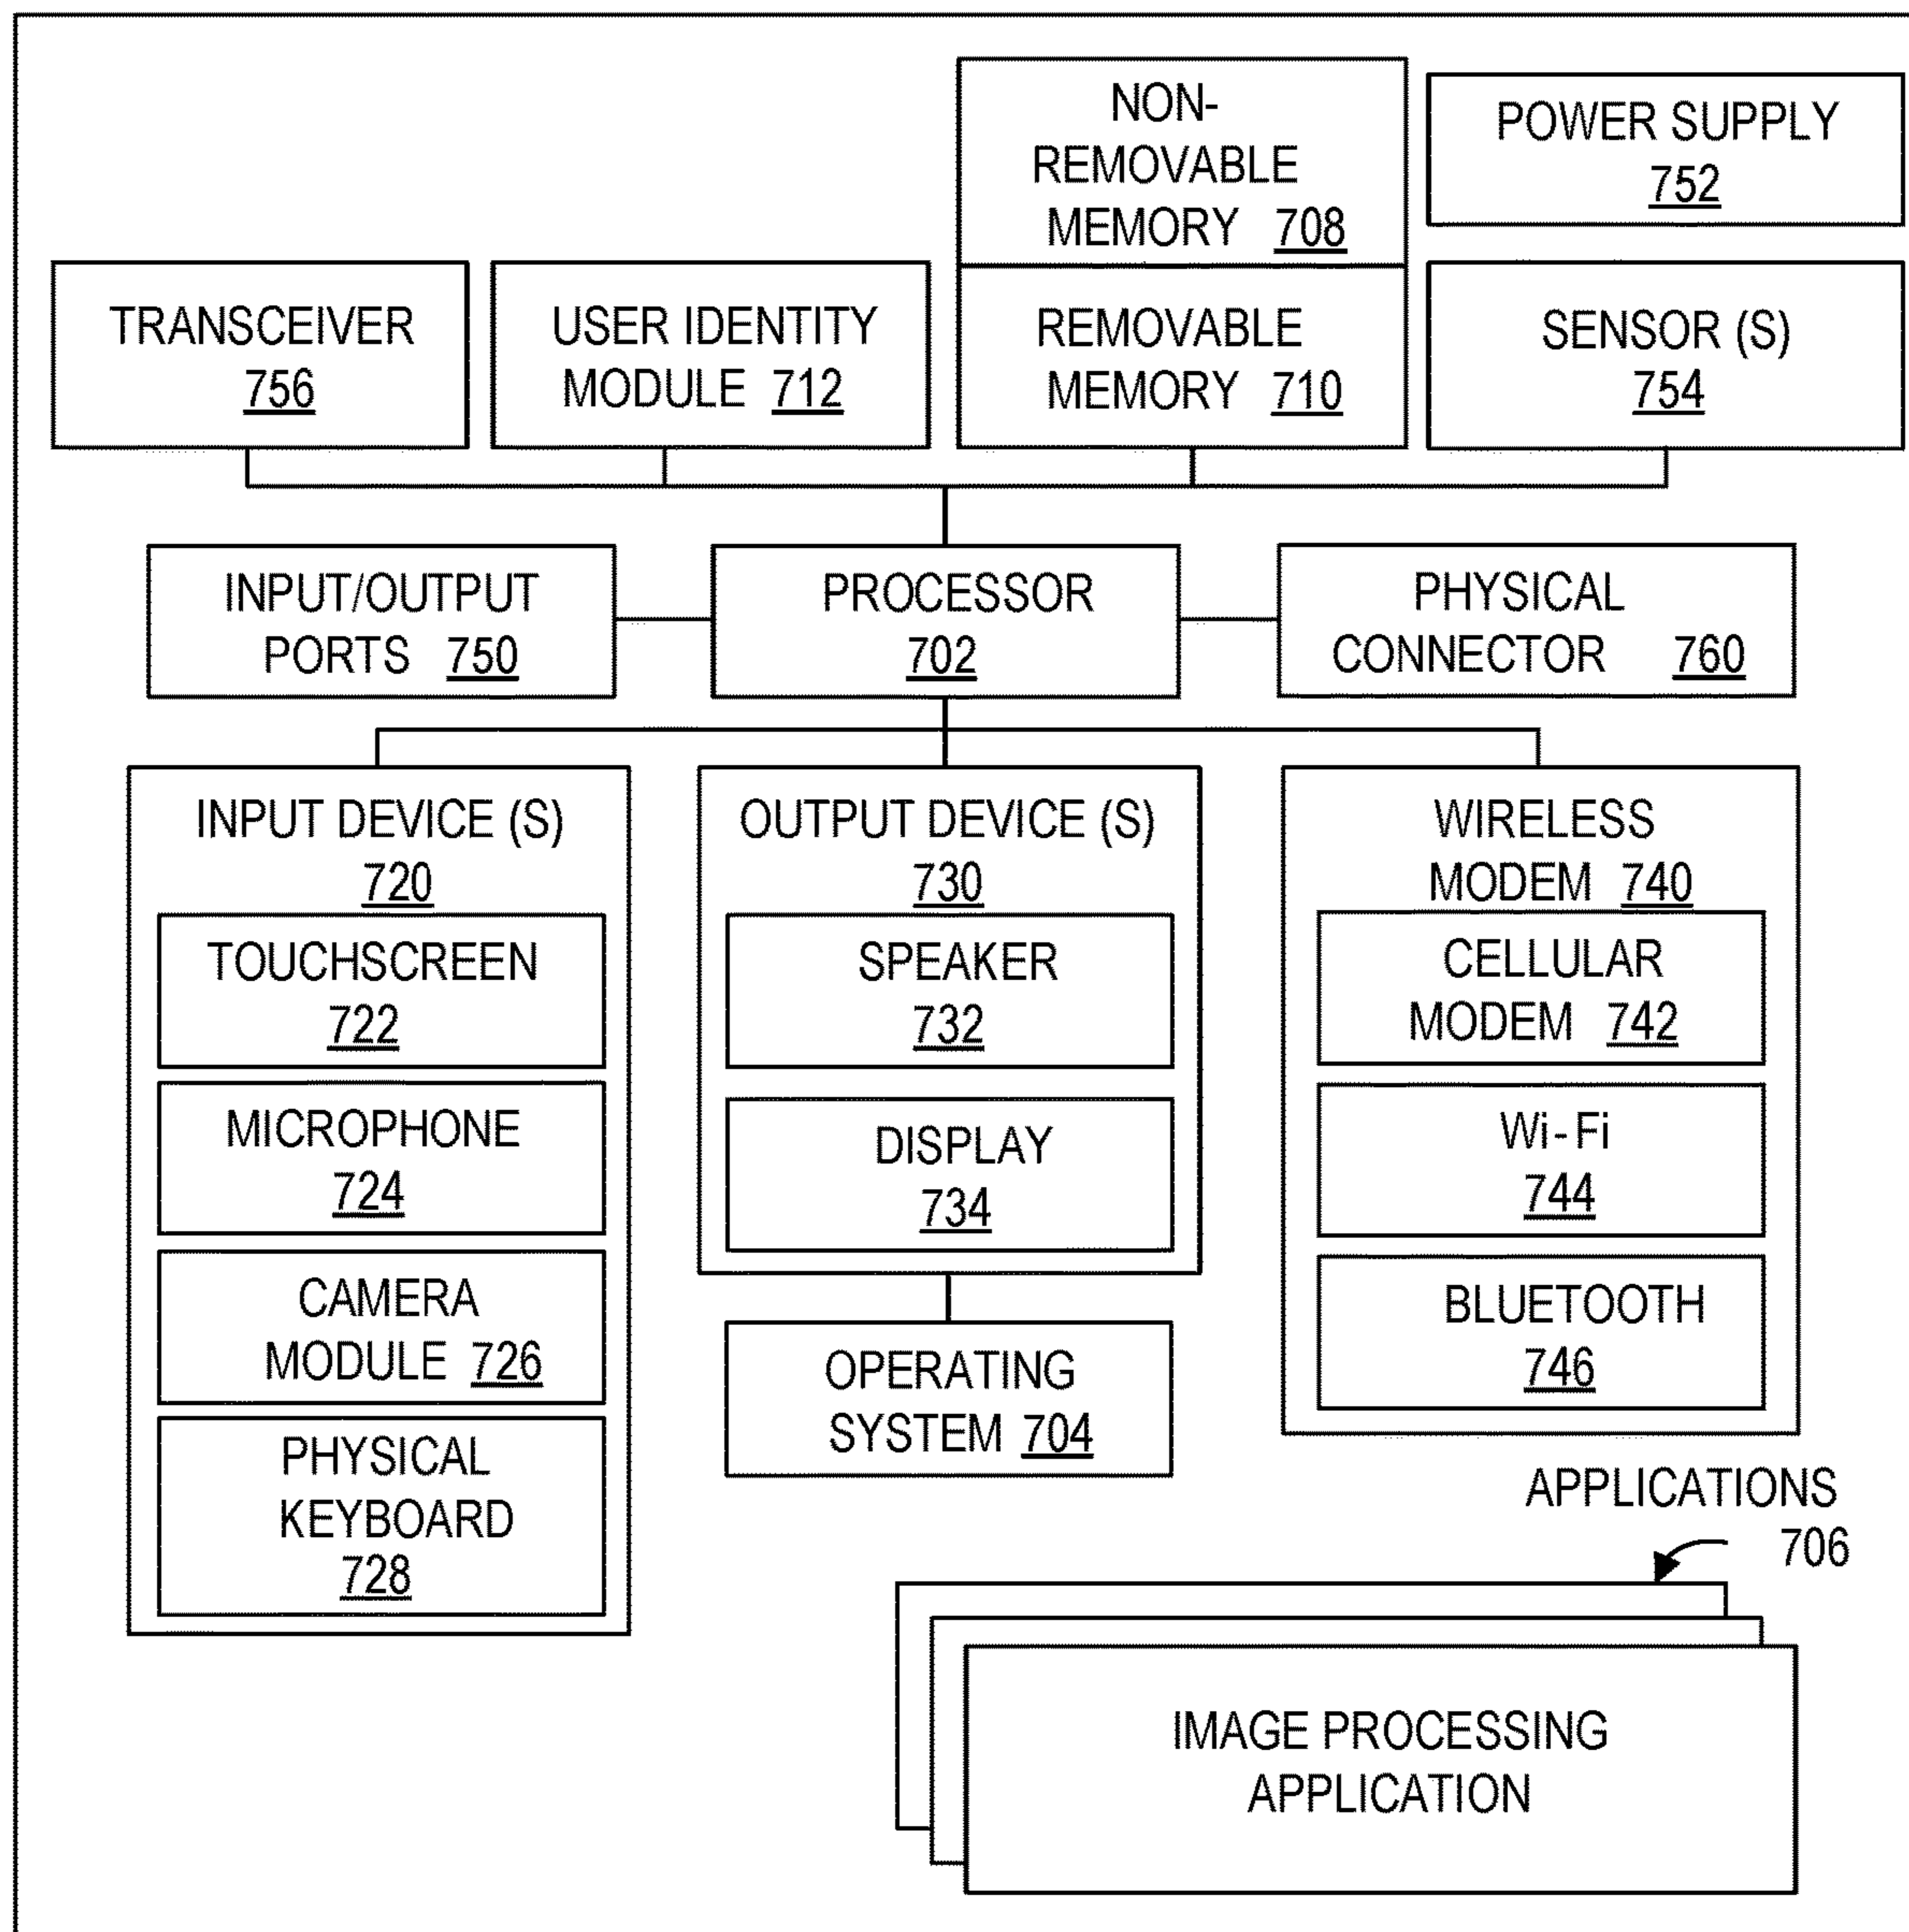 NON-
REMOVABLE
MEMORY 708
POWER SUPPLY
752
TRANSCEIVER
756
USER IDENTITY
MODULE 712
REMOVABLE
MEMORY 710
SENSOR (S)
754
INPUT/OUTPUT
PORTS 750
PROCESSOR
702
PHYSICAL
CONNECTOR 760
INPUT DEVICE (S)
720
TOUCHSCREEN
722
MICROPHONE
724
CAMERA
MODULE 726
PHYSICAL
KEYBOARD
728
OUTPUT DEVICE (S)
730
SPEAKER
732
DISPLAY
734
OPERATING
SYSTEM 704
WIRELESS
MODEM 740
CELLULAR
MODEM 742
Wi-Fi
744
BLUETOOTH
746
APPLICATIONS
706
IMAGE PROCESSING
APPLICATION